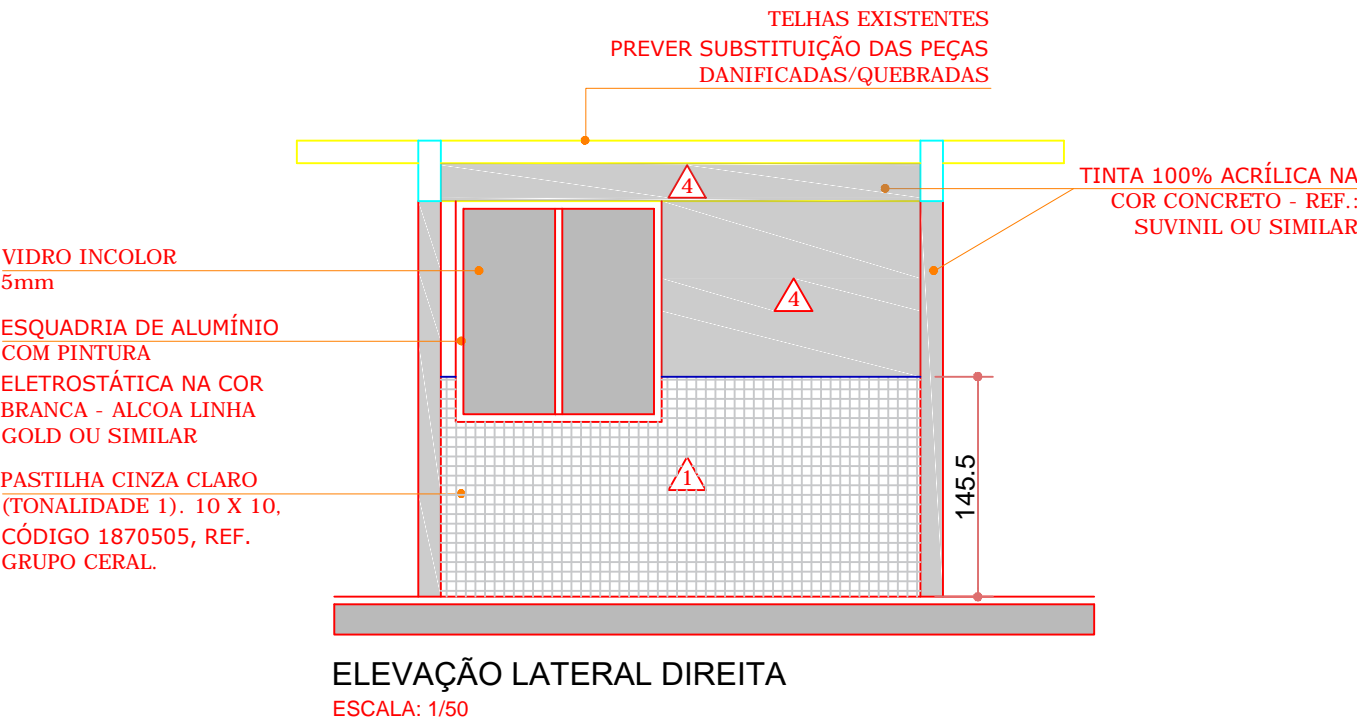 TELHAS EXISTENTES
PREVER SUBSTITUIÇÃO DAS PEÇAS
DANIFICADAS/QUEBRADAS
4
TINTA 100% ACRÍLICA NA
COR CONCRETO - REF.:
SUVINIL OU SIMILAR
VIDRO INCOLOR
5mm
4
ESQUADRIA DE ALUMÍNIO
COM PINTURA
ELETROSTÁTICA NA COR
BRANCA - ALCOA LINHA
GOLD OU SIMILAR
PASTILHA CINZA CLARO
(TONALIDADE 1). 10 X 10,
CÓDIGO 1870505, REF.
GRUPO CERAL.
1
145.5
ELEVAÇÃO LATERAL DIREITA
ESCALA: 1/50